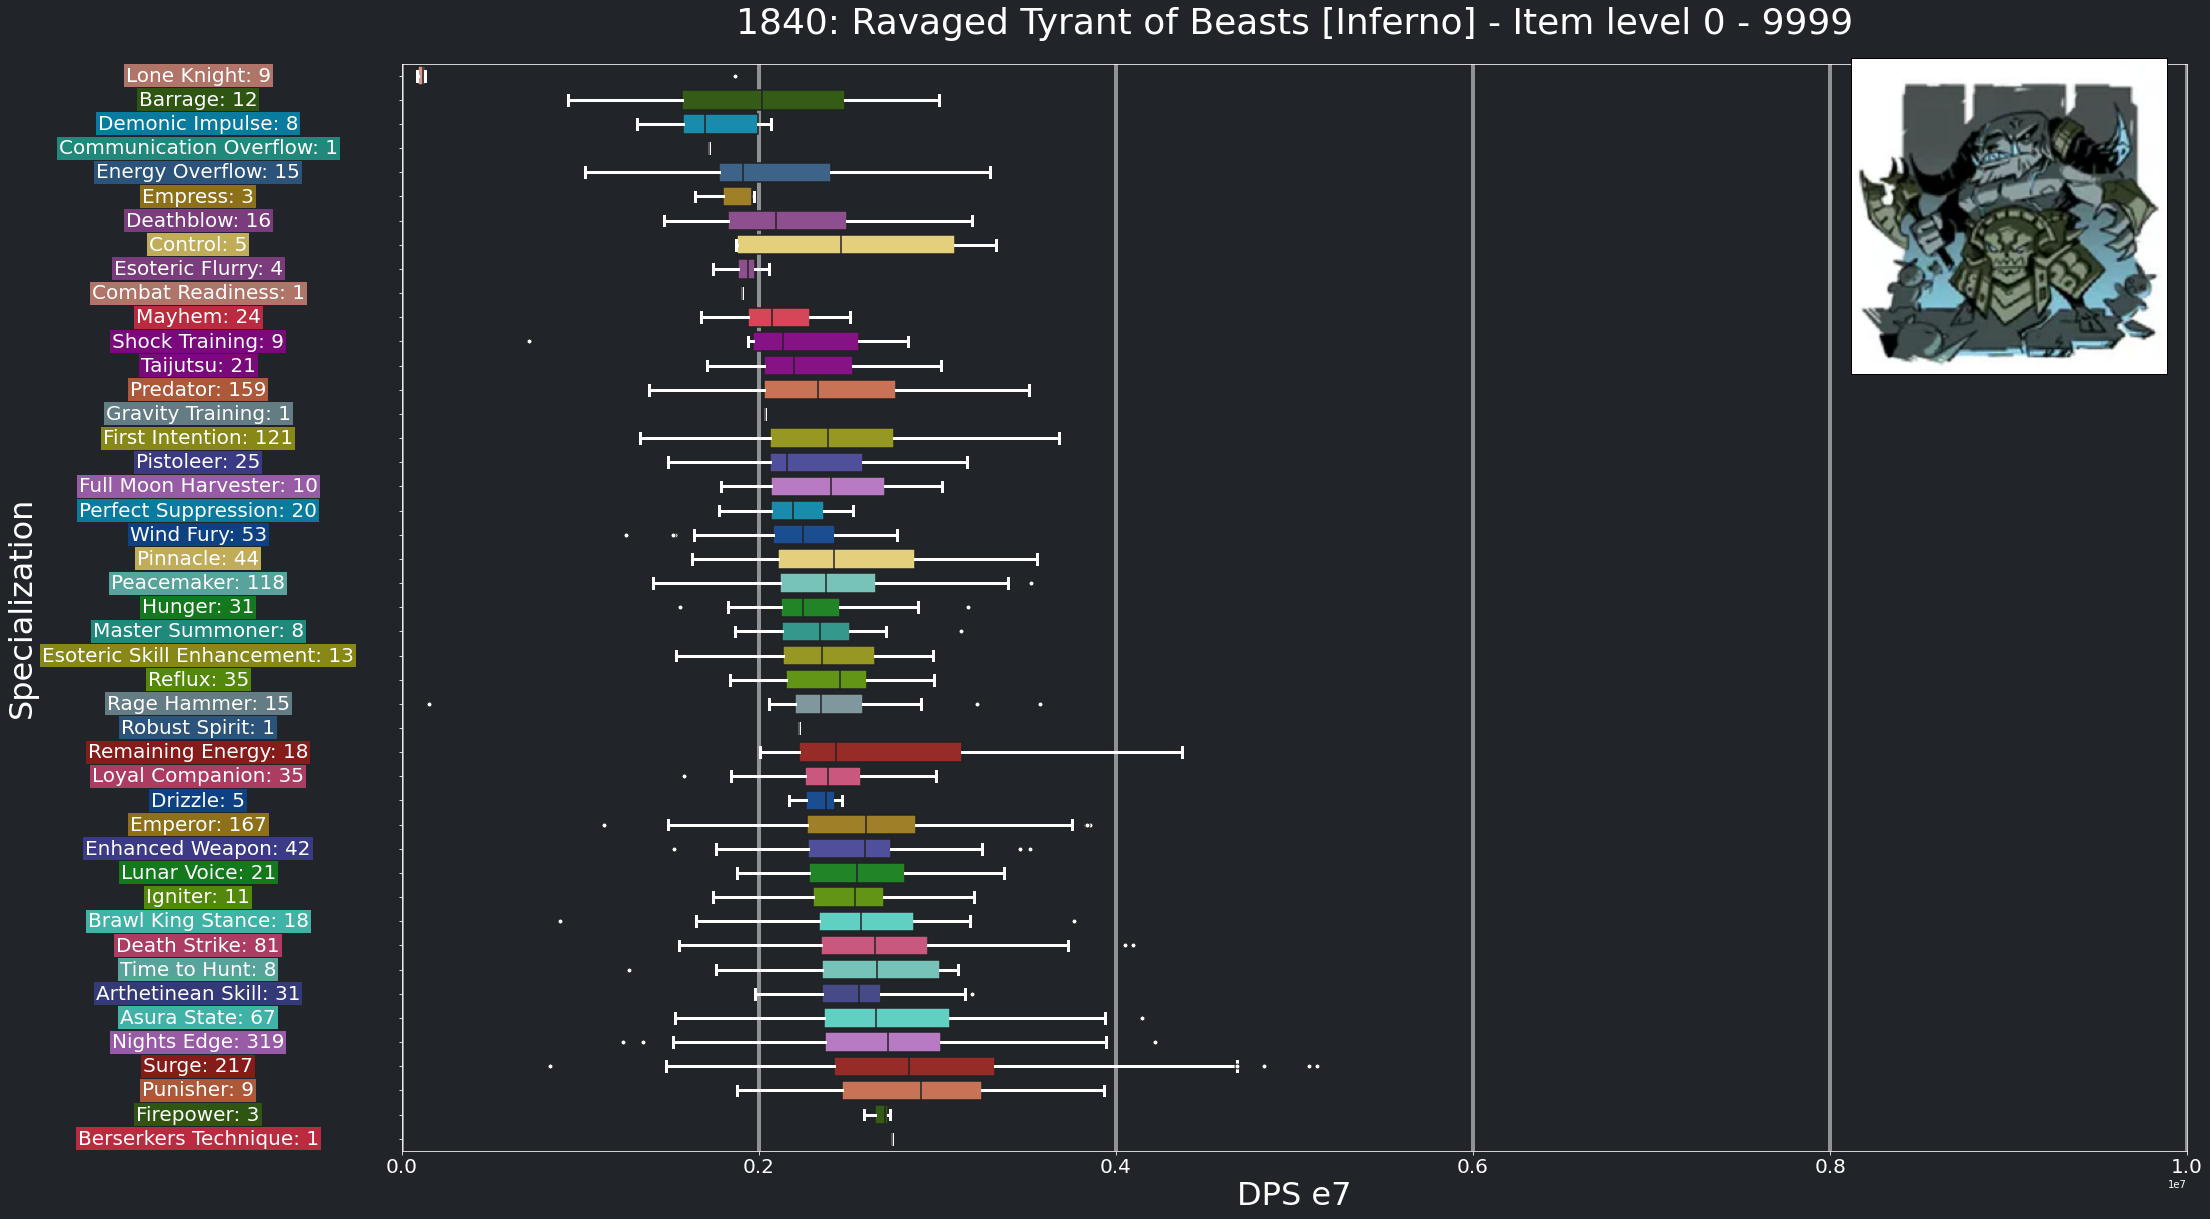 1840: Ravaged Tyrant of Beasts [Inferno] - Item level 0 - 9999
Specialization
Lone Knight: 9
Barrage: 12
Demonic Impulse: 8
Communication Overflow: 1
Energy Overflow: 15
Empress: 3
Deathblow: 16
Control: 5
Esoteric Flurry: 4
Combat Readiness: 1
Mayhem: 24
Shock Training: 9
Taijutsu: 21
Predator: 159
Gravity Training: 1
First Intention: 121
Pistoleer: 25
Full Moon Harvester: 10
Perfect Suppression: 20
Wind Fury: 53
Pinnacle: 44
Peacemaker: 118
Hunger: 31
Master Summoner: 8
Esoteric Skill Enhancement: 13
Reflux: 35
Rage Hammer: 15
Robust Spirit: 1
Remaining Energy: 18
Loyal Companion: 35
Drizzle: 5
Emperor: 167
Enhanced Weapon: 42
Lunar Voice: 21
Igniter: 11
Brawl King Stance: 18
Death Strike: 81
Time to Hunt: 8
Arthetinean Skill: 31
Asura State: 67
Nights Edge: 319
Surge: 217
Punisher: 9
Firepower: 3
Berserkers Technique: 1
0.0 0.2 0.4 0.6 0.8 1.0
1e7
DPS e7